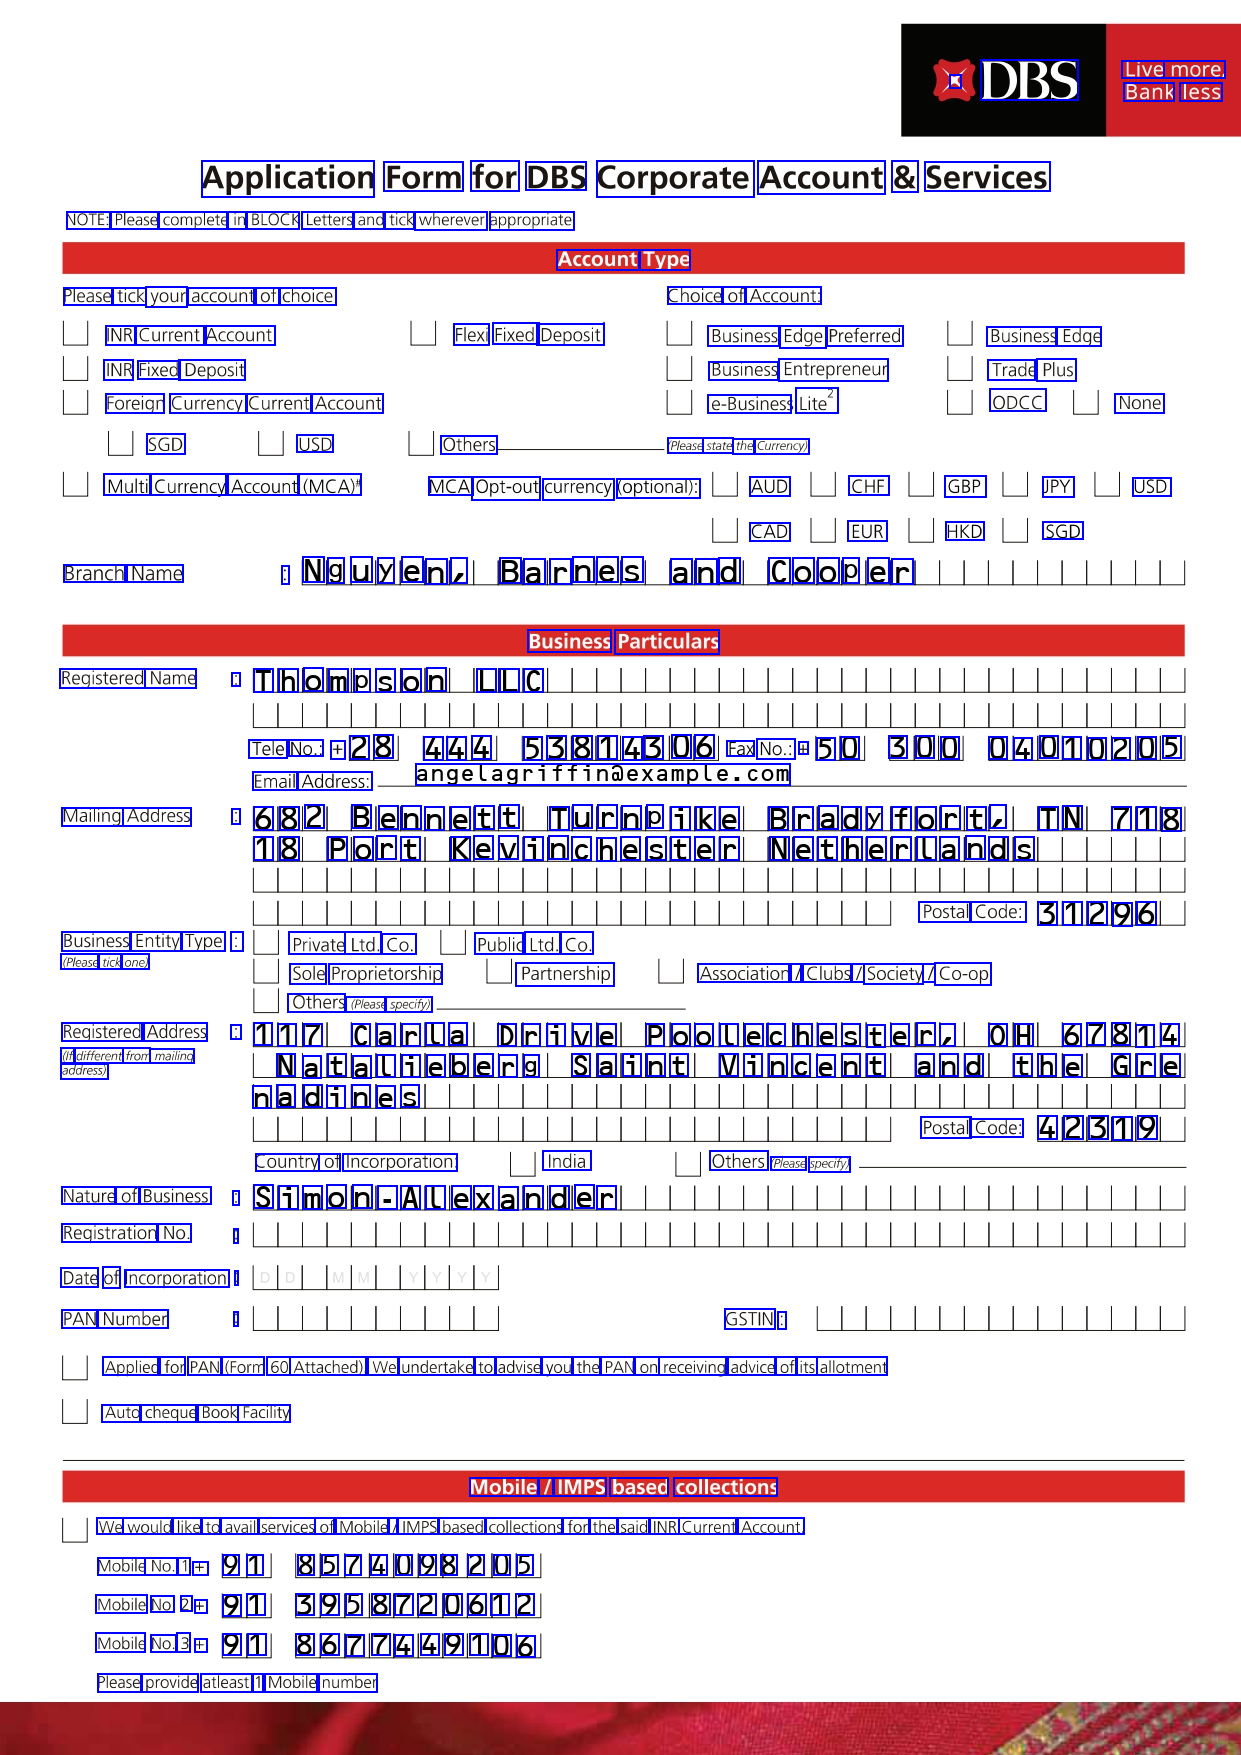 DBS Live more,
Bank less
Application Form for DBS Corporate Account & Services
NOTE: Please complete in BLOCK Letters and tick wherever appropriate
Account Type
Please tick your account of choice Choice of Account:
INR Current Account Flexi Fixed Deposit Business Edge Preferred Business Edge
INR Fixed Deposit Business Entrepreneur Trade Plus
Foreign Currency Current Account e-Business Lite² ODCC None
SGD USD Others (Please state the Currency)
Multi Currency Account (MCA)# MCA Opt-out currency (optional): AUD CHF GBP JPY USD
CAD EUR HKD SGD
Branch Name : Nguyen, Barnes and Cooper
Business Particulars
Registered Name : Thompson LLC
Tele No.: + 28 444 53814306 Fax No.: + 50 300 04010205
Email Address: angelagriffin@example.com
Mailing Address : 682 Bennett Turnpike Bradyfort, TN 718
18 Port Kevinchester Netherlands
Postal Code: 31296
Business Entity Type : Private Ltd. Co. Public Ltd. Co.
(Please tick one)
Sole Proprietorship Partnership Association / Clubs / Society / Co-op
Others (Please specify)
Registered Address : 117 Carla Drive Poolechester, OH 67814
(If different from mailing address) Natalieberg Saint Vincent and the Gre
nadines
Postal Code: 42319
Country of Incorporation: India Others (Please specify)
Nature of Business : Simon-Alexander
Registration No. :
Date of Incorporation : D D M M Y Y Y Y
PAN Number : GSTIN :
Applied for PAN (Form 60 Attached). We undertake to advise you the PAN on receiving advice of its allotment
Auto cheque Book Facility
Mobile / IMPS based collections
We would like to avail services of Mobile / IMPS based collections for the said INR Current Account.
Mobile No. 1 + 91 8574098205
Mobile No. 2 + 91 3958720612
Mobile No. 3 + 91 8677449106
Please provide atleast 1 Mobile number